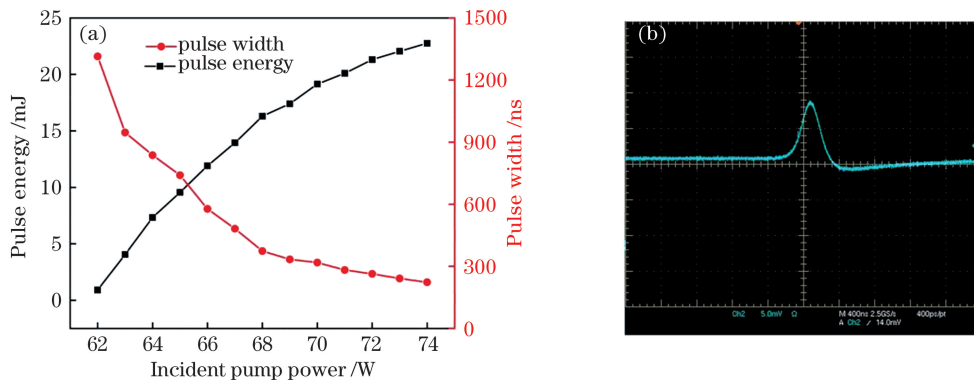 (a)
pulse width
pulse energy
25
20
15
10
5
0
Pulse energy /mJ
1500
1200
900
600
300
0
Pulse width /ns
62 64 66 68 70 72 74
Incident pump power /W
(b)
Ch2 5.0mV Ω M 400ns 2.5GS/s 400ps/pt
A Ch2 / 14.0mV